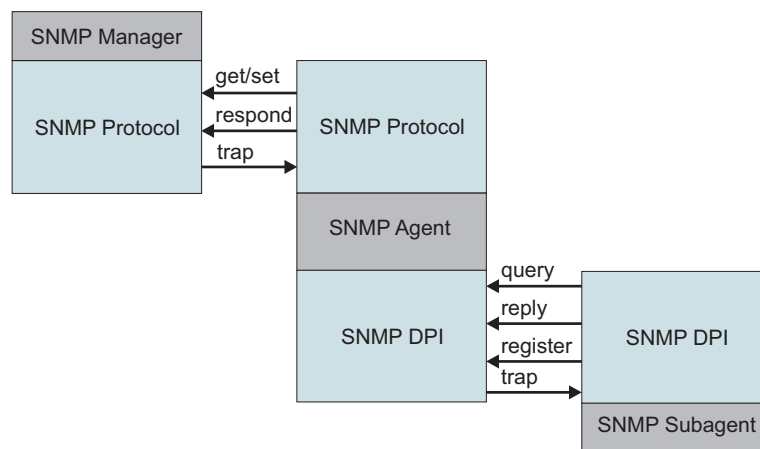 SNMP Manager
SNMP Protocol
get/set
respond
trap
SNMP Protocol
SNMP Agent
SNMP DPI
query
reply
register
trap
SNMP DPI
SNMP Subagent